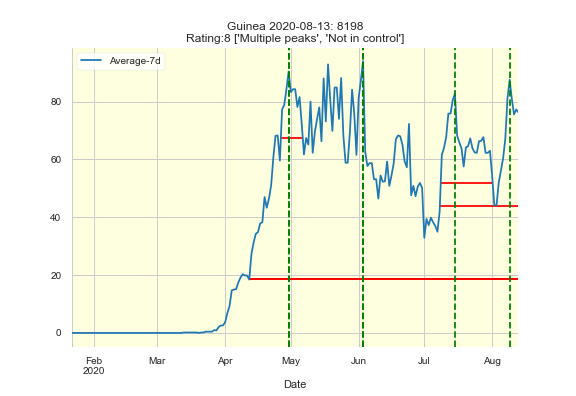 Guinea 2020-08-13: 8198
Rating:8 ['Multiple peaks', 'Not in control']
Average-7d
80
60
40
20
0
Feb
2020
Mar
Apr
May
Jun
Jul
Aug
Date